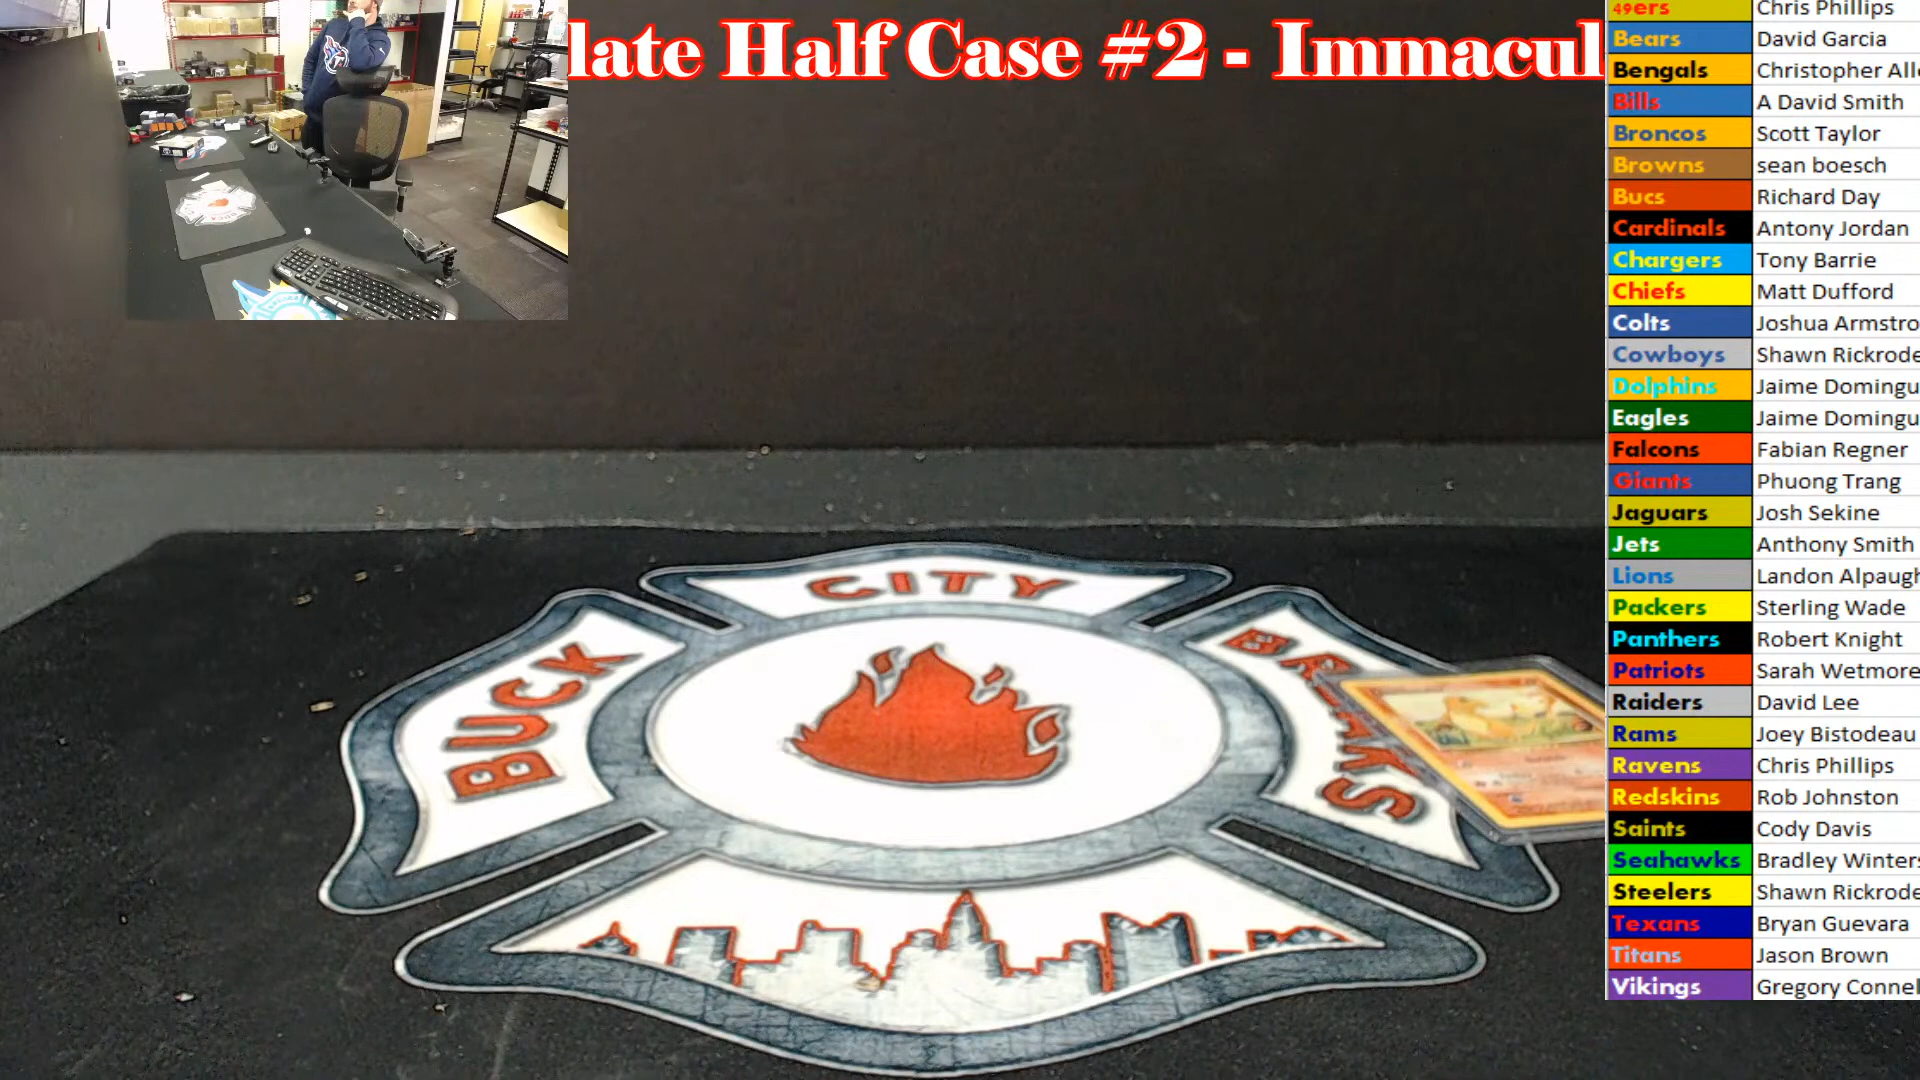 late Half Case #2 - Immacul
49ers Chris Phillips
Bears David Garcia
Bengals Christopher Alle
Bills A David Smith
Broncos Scott Taylor
Browns sean boesch
Bucs Richard Day
Cardinals Antony Jordan
Chargers Tony Barrie
Chiefs Matt Dufford
Colts Joshua Armstro
Cowboys Shawn Rickrode
Dolphins Jaime Domingu
Eagles Jaime Domingu
Falcons Fabian Regner
Giants Phuong Trang
Jaguars Josh Sekine
Jets Anthony Smith
Lions Landon Alpaugh
Packers Sterling Wade
Panthers Robert Knight
Patriots Sarah Wetmore
Raiders David Lee
Rams Joey Bistodeau
Ravens Chris Phillips
Redskins Rob Johnston
Saints Cody Davis
Seahawks Bradley Winters
Steelers Shawn Rickrode
Texans Bryan Guevara
Titans Jason Brown
Vikings Gregory Connel
BUCK
CITY
BREAKS